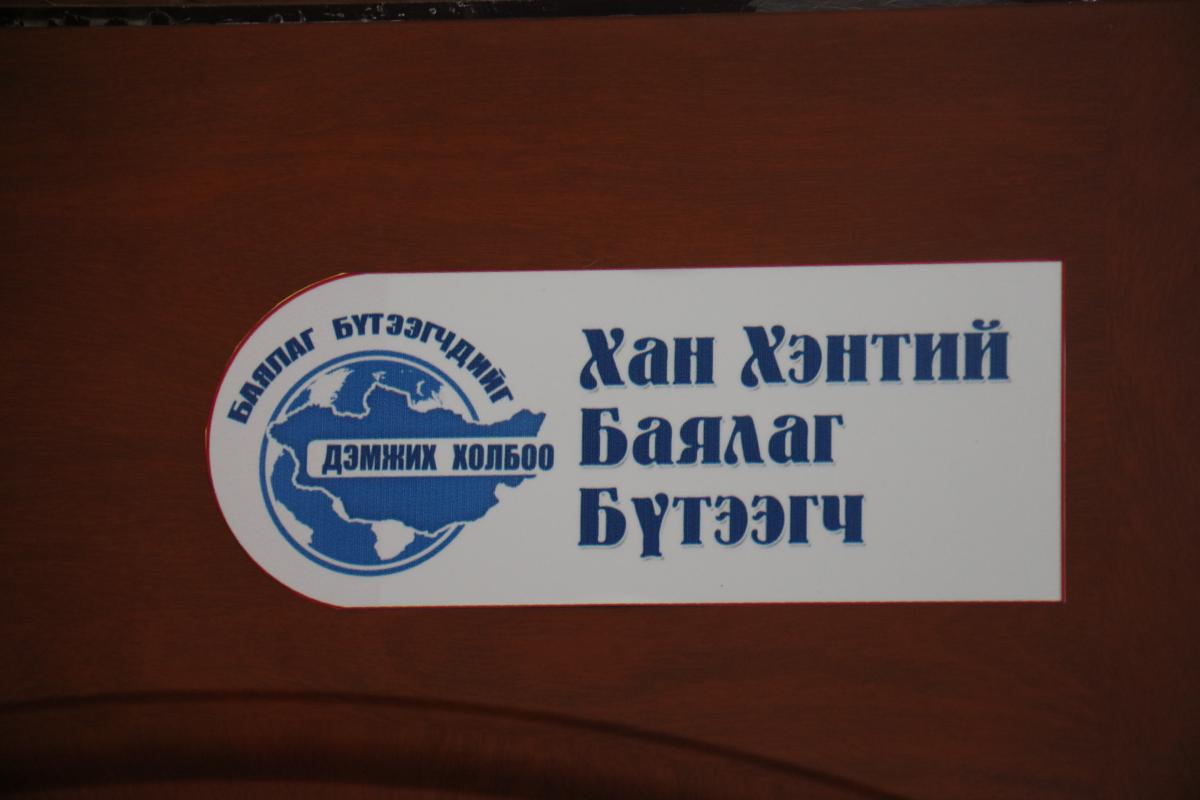 БАЯЛАГ БҮТЭЭГЧДИЙГ
ДЭМЖИХ ХОЛБОО
Хан Хэнтий
Баялаг
Бүтээгч